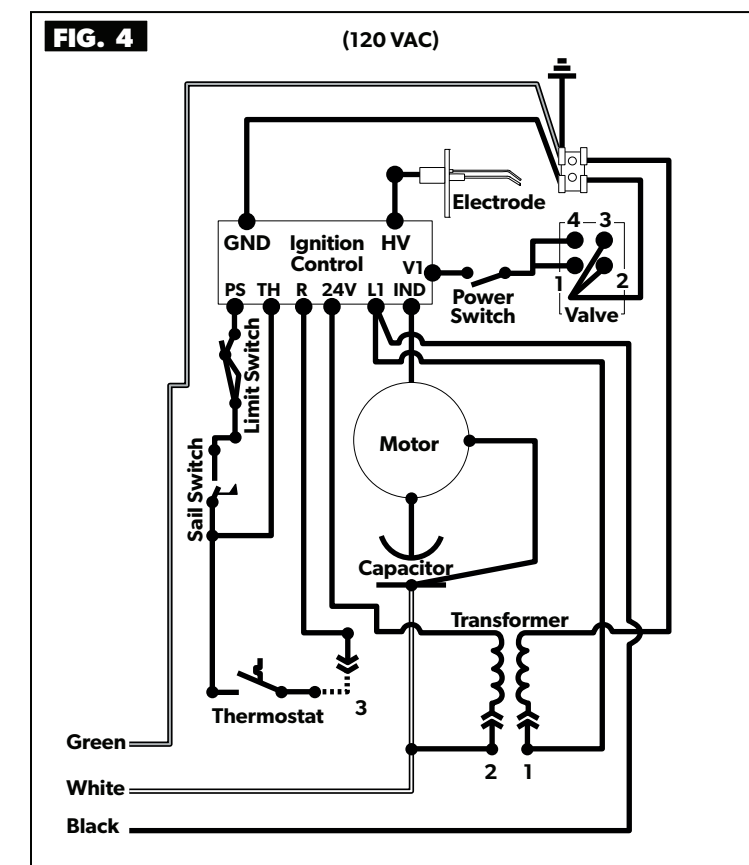 FIG. 4
(120 VAC)
Electrode
GND Ignition Control HV
V1
4 3
1 2
Power Switch
Valve
PS TH R 24V L1 IND
Limit Switch
Motor
Sail Switch
Capacitor
Transformer
Thermostat
3
Green
2 1
White
Black